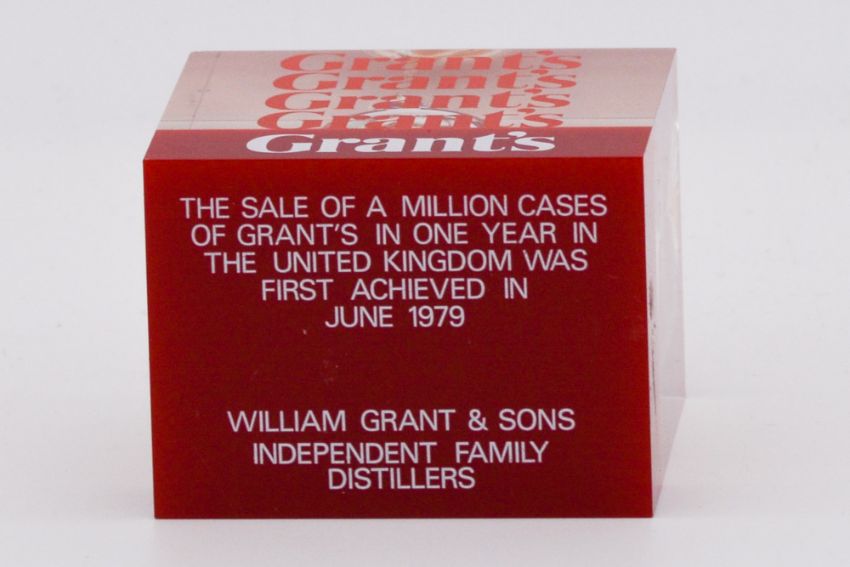 Grant's
Grant's
Grant's
Grant's
Grant's
THE SALE OF A MILLION CASES
OF GRANT'S IN ONE YEAR IN
THE UNITED KINGDOM WAS
FIRST ACHIEVED IN
JUNE 1979
WILLIAM GRANT & SONS
INDEPENDENT FAMILY
DISTILLERS